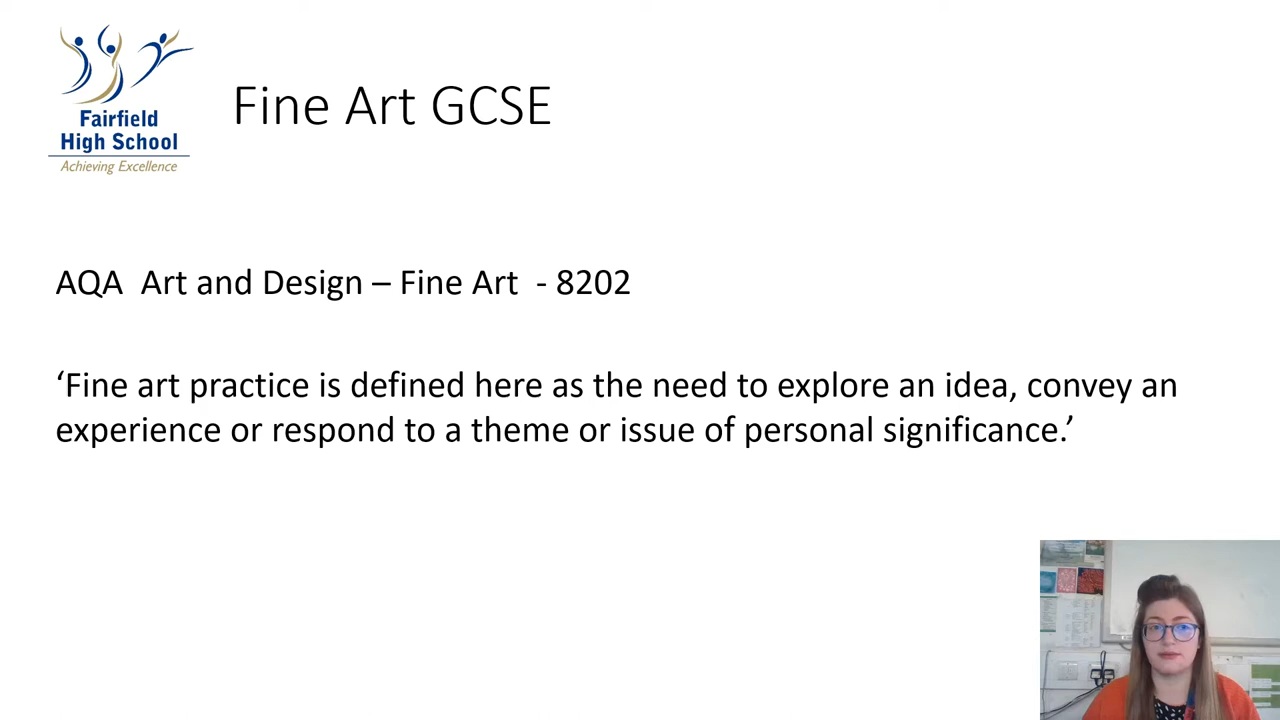 Fairfield
High School
Achieving Excellence
Fine Art GCSE
AQA  Art and Design – Fine Art  - 8202
‘Fine art practice is defined here as the need to explore an idea, convey an
experience or respond to a theme or issue of personal significance.’